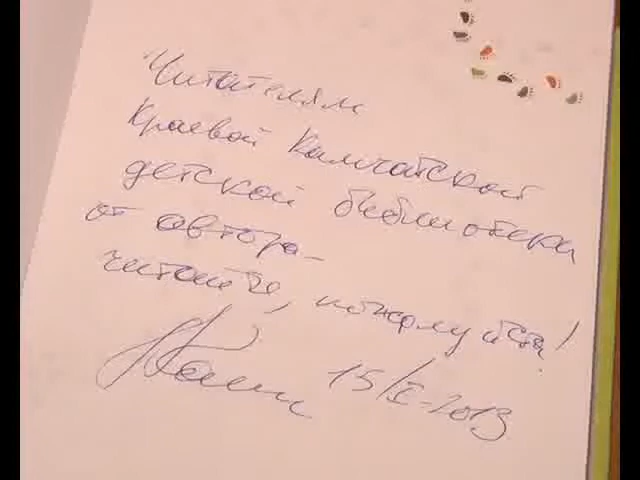 Читателям
Краевой Камчатской
детской библиотеки
от автора –
читайте, пожалуйста!
15/X-2013